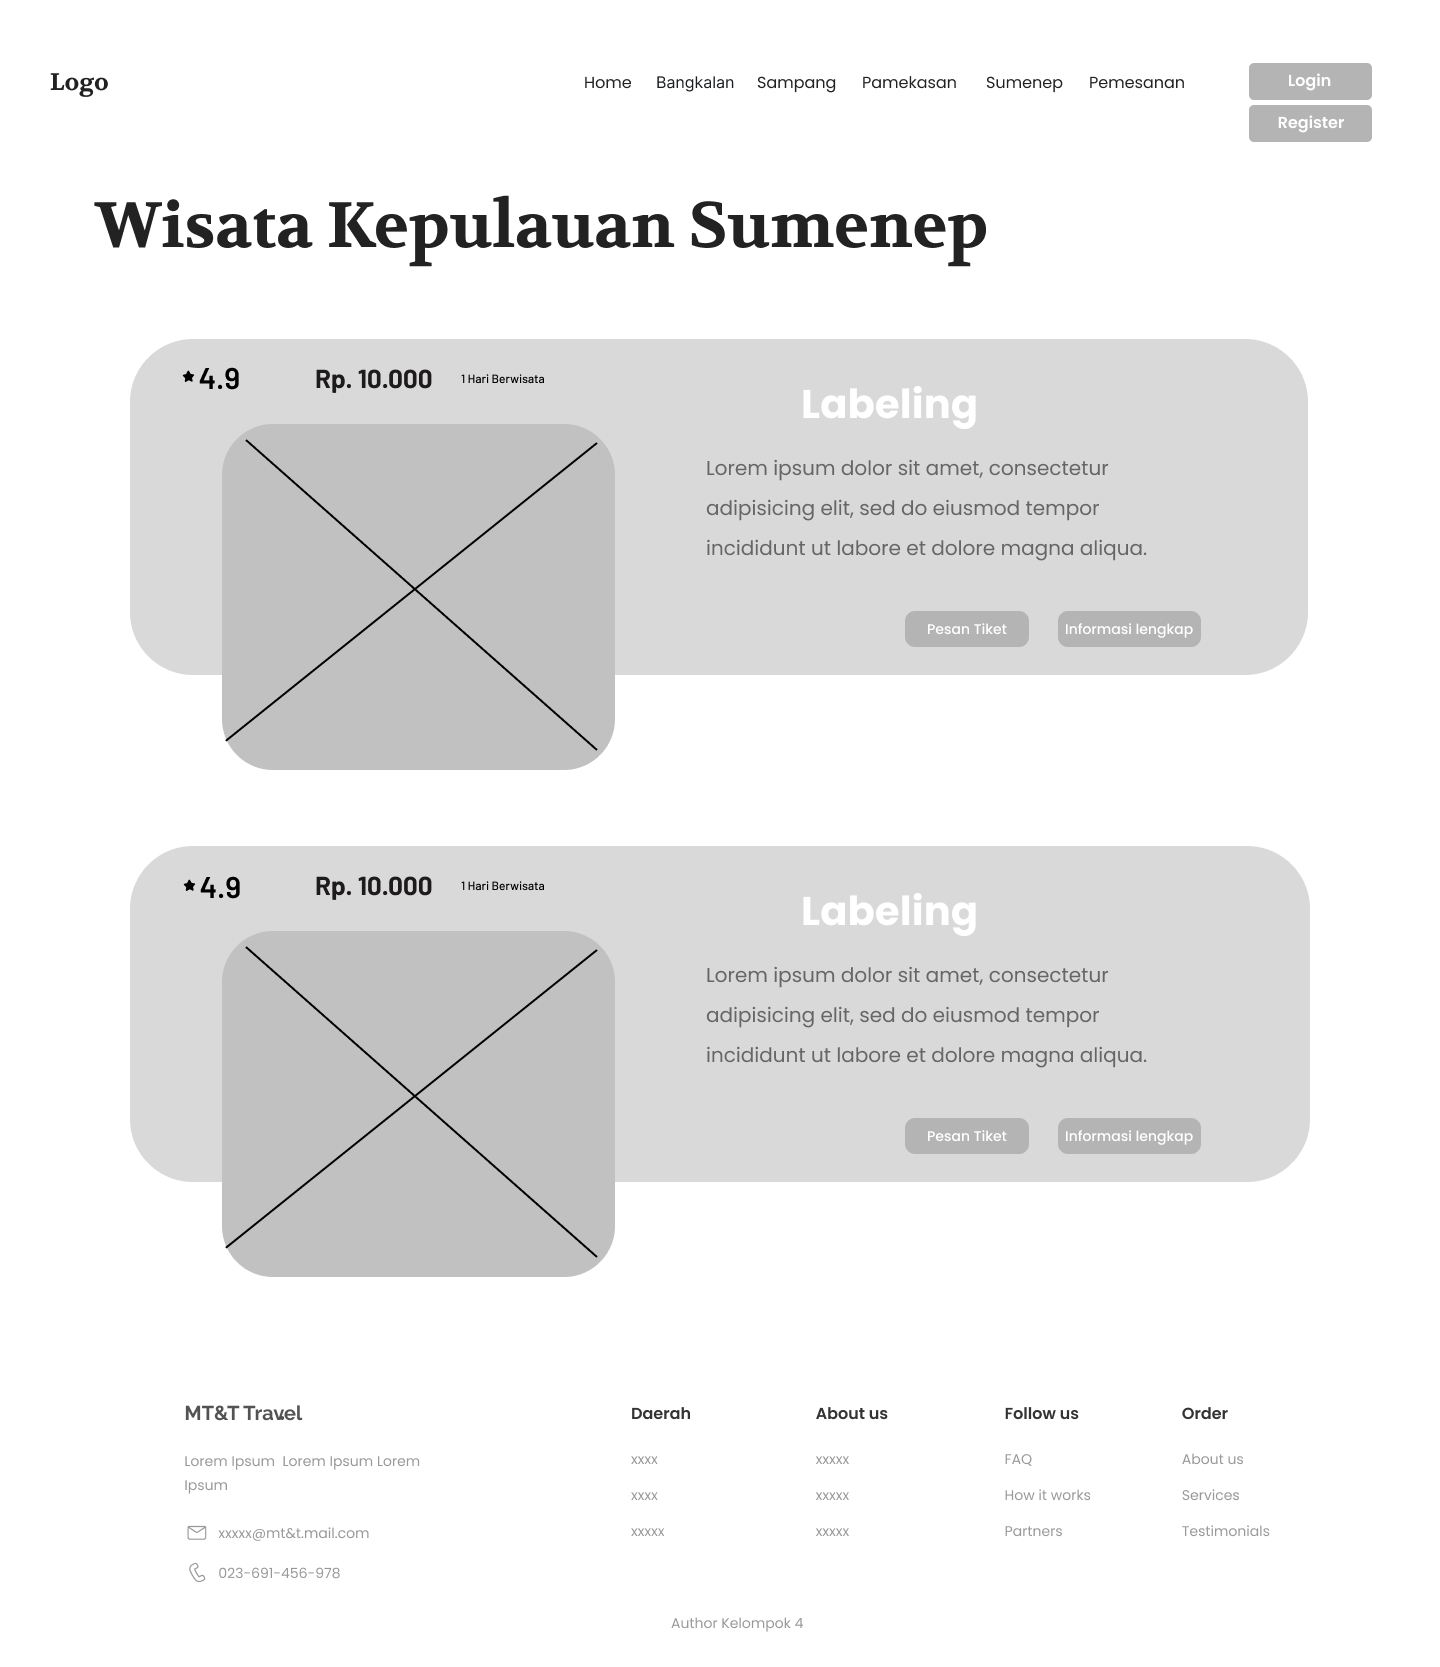 Logo
Home Bangkalan Sampang Pamekasan Sumenep Pemesanan
Login
Register
Wisata Kepulauan Sumenep
4.9 Rp. 10.000 1 Hari Berwisata
Labeling
Lorem ipsum dolor sit amet, consectetur
adipisicing elit, sed do eiusmod tempor
incididunt ut labore et dolore magna aliqua.
Pesan Tiket Informasi lengkap
4.9 Rp. 10.000 1 Hari Berwisata
Labeling
Lorem ipsum dolor sit amet, consectetur
adipisicing elit, sed do eiusmod tempor
incididunt ut labore et dolore magna aliqua.
Pesan Tiket Informasi lengkap
MT&T Travel
Lorem Ipsum Lorem Ipsum Lorem
Ipsum
xxxxx@mt&t.mail.com
023-691-456-978
Daerah
xxxx
xxxx
xxxxx
About us
xxxxx
xxxxx
xxxxx
Follow us
FAQ
How it works
Partners
Order
About us
Services
Testimonials
Author Kelompok 4